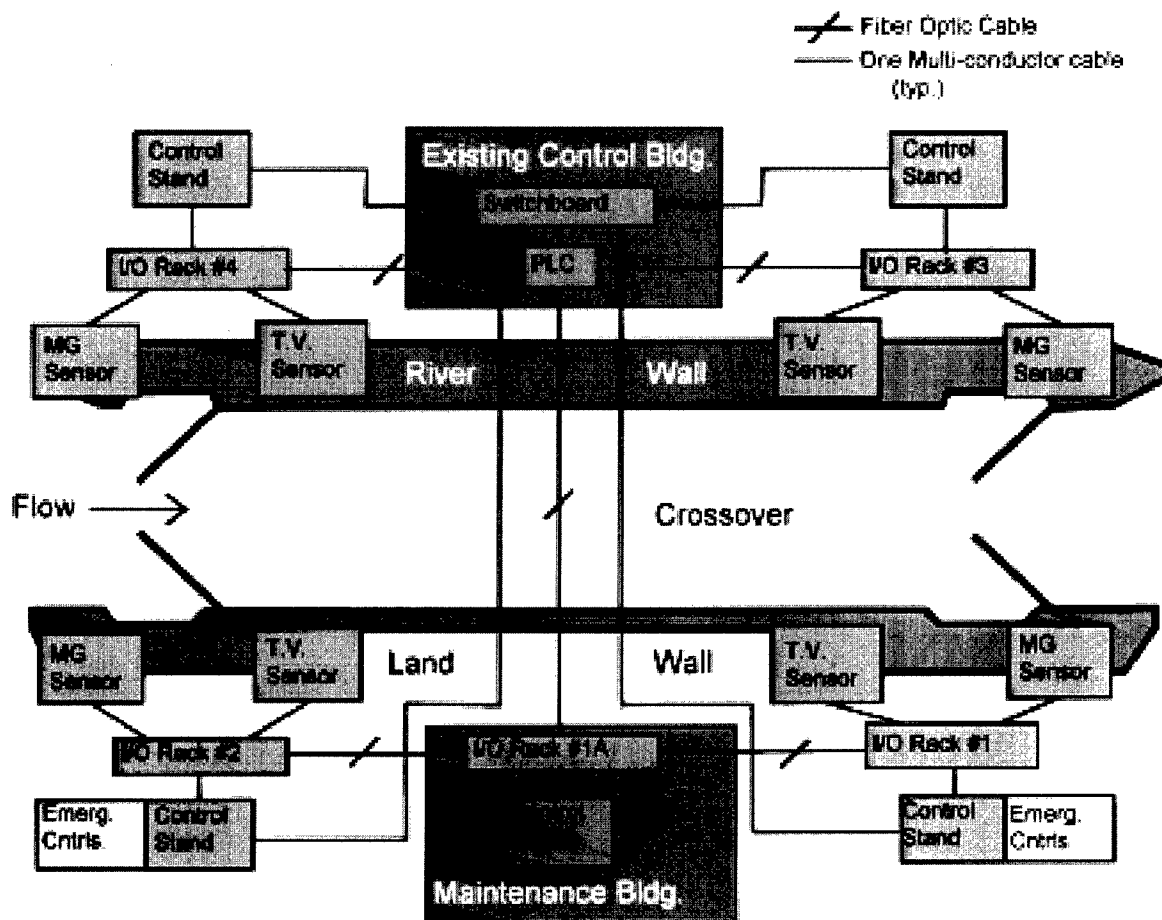 Fiber Optic Cable
One Multi-conductor cable
(typ.)
Control
Stand
Existing Control Bldg.
Switchboard
PLC
Control
Stand
I/O Rack #4
I/O Rack #3
MG
Sensor
T.V.
Sensor
River
Wall
T.V.
Sensor
MG
Sensor
Flow
Crossover
MG
Sensor
T.V.
Sensor
Land
Wall
T.V.
Sensor
MG
Sensor
I/O Rack #2
I/O Rack #1A
I/O Rack #1
Emerg.
Cntrls.
Control
Stand
Control
Stand
Emerg.
Cntrls.
Maintenance Bldg.